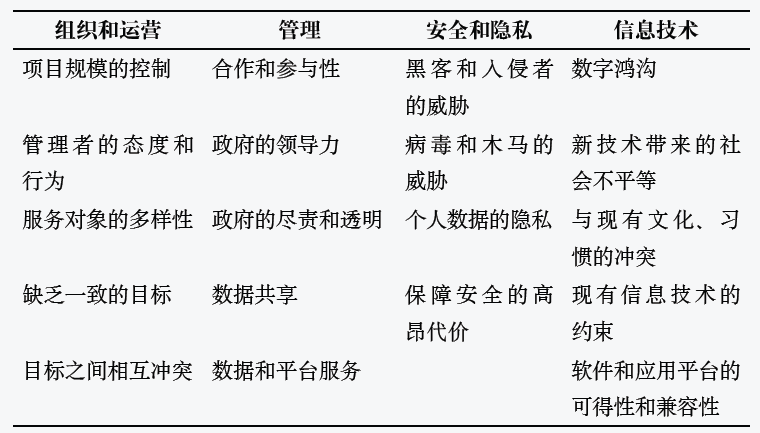 组织和运营 管理 安全和隐私 信息技术
项目规模的控制 合作和参与性 黑客和入侵者 数字鸿沟
的威胁
管理者的态度和 政府的领导力 病毒和木马的 新技术带来的社
行为 威胁 会不平等
服务对象的多样性 政府的尽责和透明 个人数据的隐私 与现有文化、习
惯的冲突
缺乏一致的目标 数据共享 保障安全的高 现有信息技术的
昂代价 约束
目标之间相互冲突 数据和平台服务 软件和应用平台的
可得性和兼容性